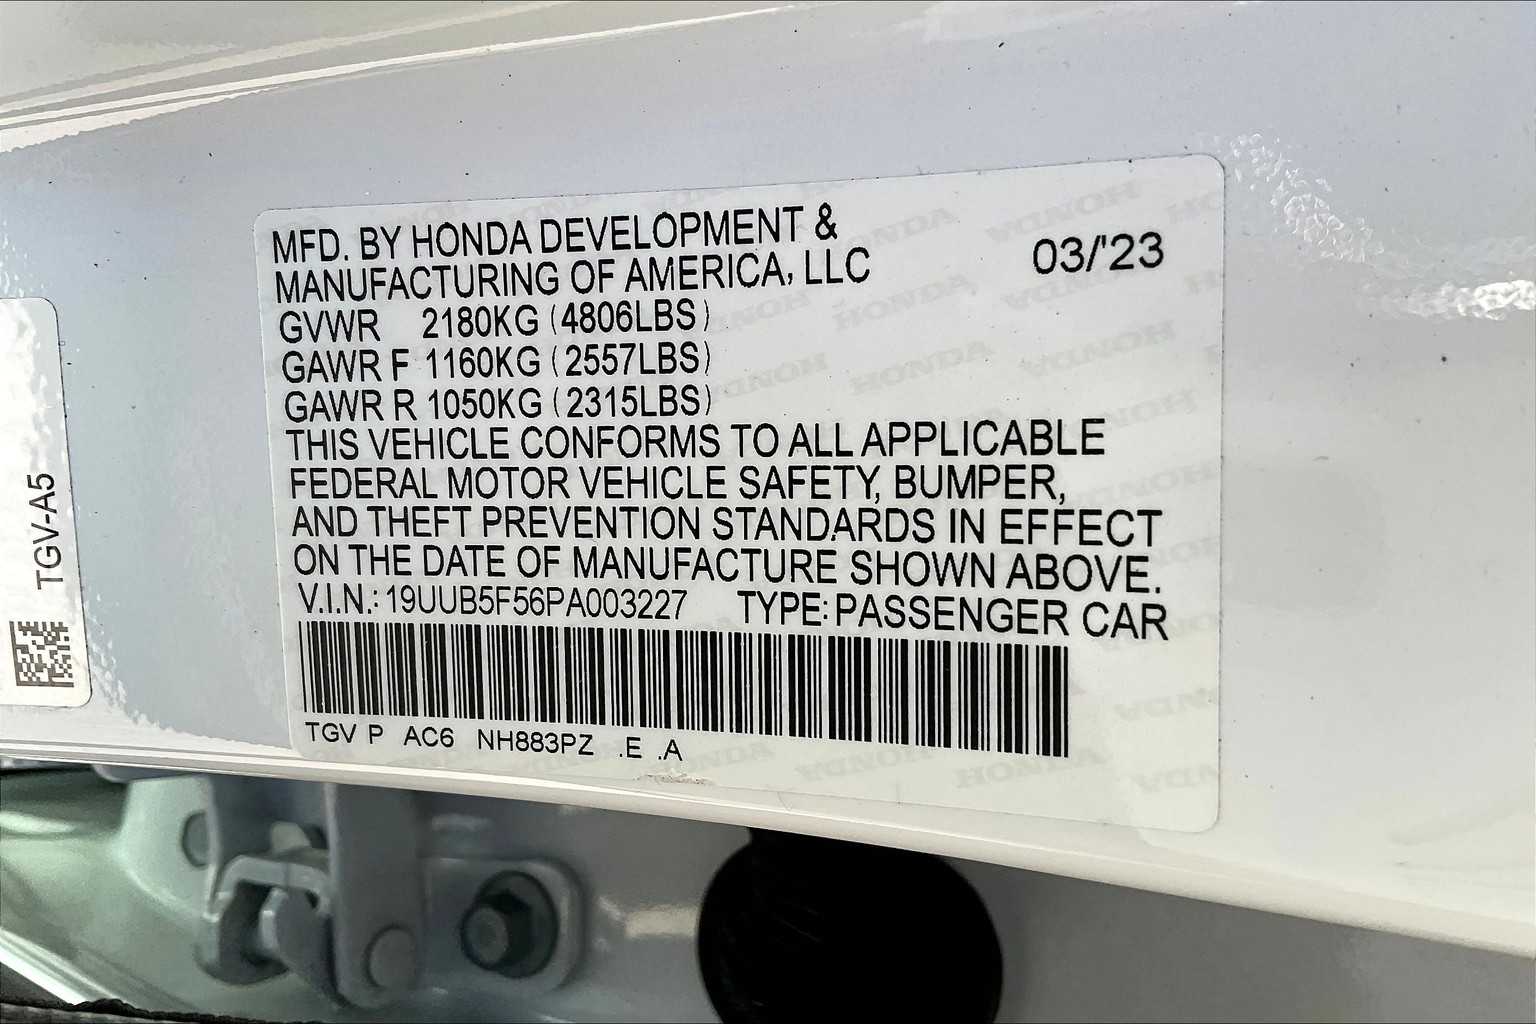 MFD. BY HONDA DEVELOPMENT &
MANUFACTURING OF AMERICA, LLC
03/'23
GVWR 2180KG (4806LBS)
GAWR F 1160KG (2557LBS)
GAWR R 1050KG (2315LBS)
THIS VEHICLE CONFORMS TO ALL APPLICABLE
FEDERAL MOTOR VEHICLE SAFETY, BUMPER,
AND THEFT PREVENTION STANDARDS IN EFFECT
ON THE DATE OF MANUFACTURE SHOWN ABOVE.
V.I.N.: 19UUB5F56PA003227 TYPE: PASSENGER CAR
TGV P AC6 NH883PZ .E .A
TGV-A5